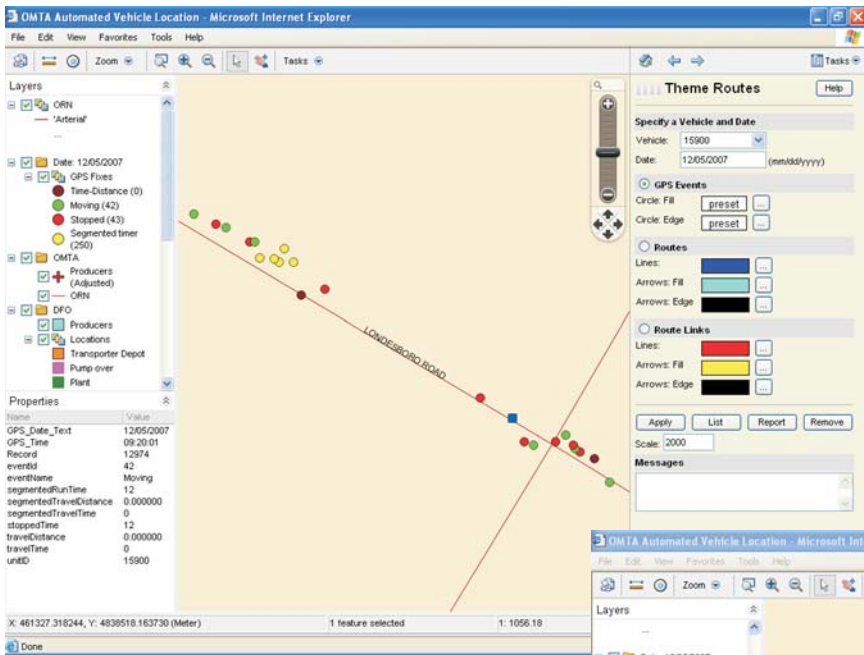 OMTA Automated Vehicle Location - Microsoft Internet Explorer
File Edit View Favorites Tools Help
Zoom
Tasks
Tasks
Layers
ORN
'Arterial'
...
Date: 12/05/2007
GPS Fixes
Time-Distance (0)
Moving (42)
Stopped (43)
Segmented timer
(250)
OMTA
Producers
(Adjusted)
ORN
DFO
Producers
Locations
Transporter Depot
Pump over
Plant
Properties
Name Value
GPS_Date_Text 12/05/2007
GPS_Time 09:20:01
Record 12974
eventId 42
eventName Moving
segmentedRunTime 12
segmentedTravelDistance 0.000000
segmentedTravelTime 0
stoppedTime 12
travelDistance 0.000000
travelTime 0
unitID 15900
LONDESBORO ROAD
Theme Routes
Help
Specify a Vehicle and Date
Vehicle: 15900
Date: 12/05/2007 (mm/dd/yyyy)
GPS Events
Circle: Fill preset ...
Circle: Edge preset ...
Routes
Lines: ...
Arrows: Fill ...
Arrows: Edge ...
Route Links
Lines: ...
Arrows: Fill ...
Arrows: Edge ...
Apply List Report Remove
Scale: 2000
Messages
X: 461327.318244, Y: 4838518.163730 (Meter) 1 feature selected 1: 1056.18
Done
OMTA Automated Vehicle Location - Microsoft Int
File Edit View Favorites Tools Help
Zoom
Layers
...